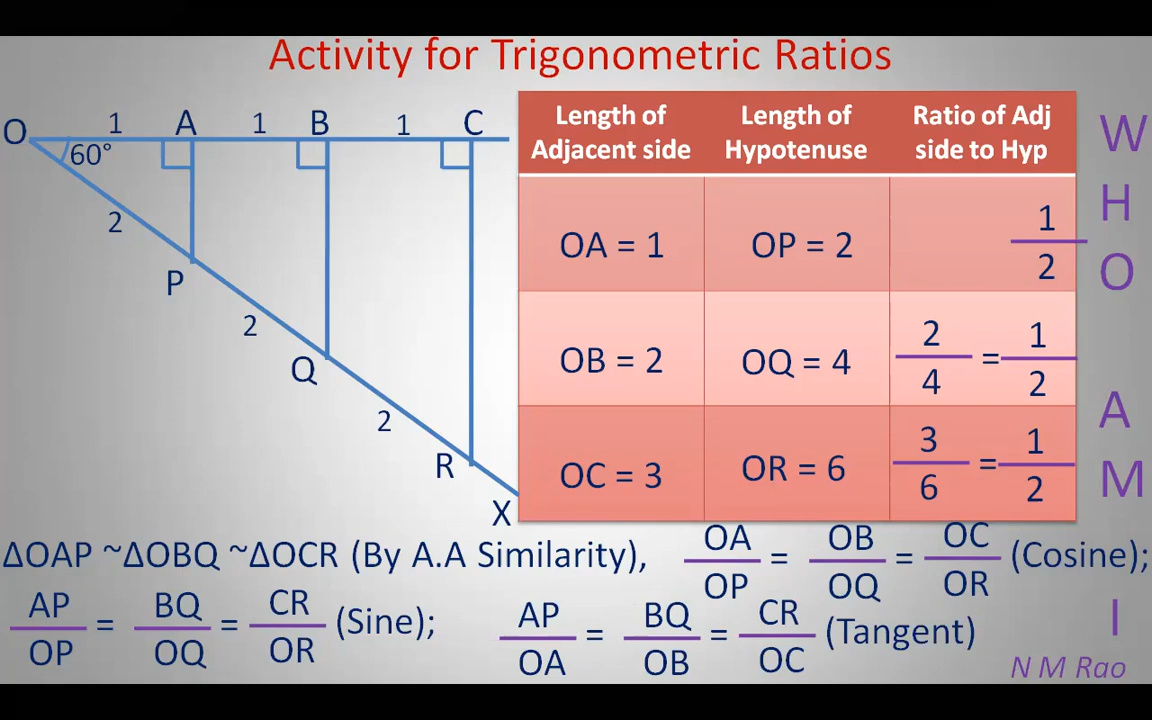 Activity for Trigonometric Ratios
O 1 A 1 B 1 C
60°
2
P
2
Q
2
R
X
Length of Adjacent side | Length of Hypotenuse | Ratio of Adj side to Hyp
OA = 1 | OP = 2 | 1/2
OB = 2 | OQ = 4 | 2/4 = 1/2
OC = 3 | OR = 6 | 3/6 = 1/2
ΔOAP ~ΔOBQ ~ΔOCR (By A.A Similarity), OA/OP = OB/OQ = OC/OR (Cosine);
AP/OP = BQ/OQ = CR/OR (Sine); AP/OA = BQ/OB = CR/OC (Tangent)
W
H
O
A
M
I
N M Rao